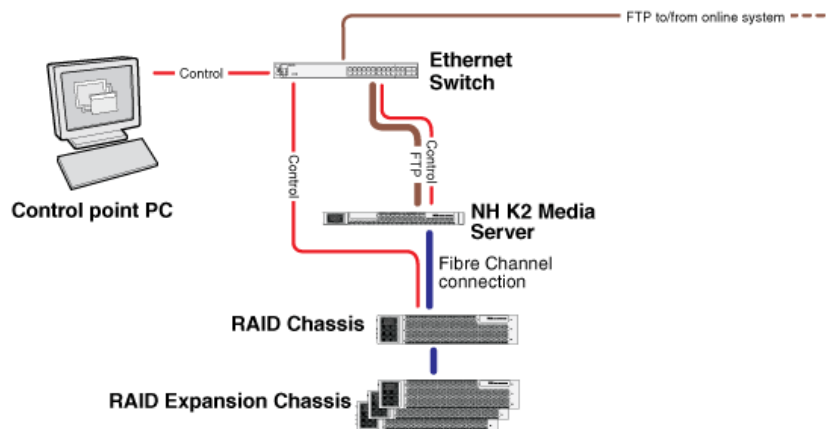 FTP to/from online system
Ethernet
Switch
Control
Control
FTP
Control
Control point PC
NH K2 Media
Server
Fibre Channel
connection
RAID Chassis
RAID Expansion Chassis